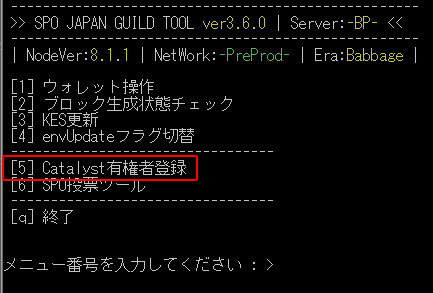 >> SPO JAPAN GUILD TOOL ver3.6.0 | Server:-BP- <<
| NodeVer:8.1.1 | NetWork:-PreProd- | Era:Babbage |
[1] ウォレット操作
[2] ブロック生成状態チェック
[3] KES更新
[4] envUpdateフラグ切替
[5] Catalyst有権者登録
[6] SPO投票ツール
[q] 終了
メニュー番号を入力してください : >